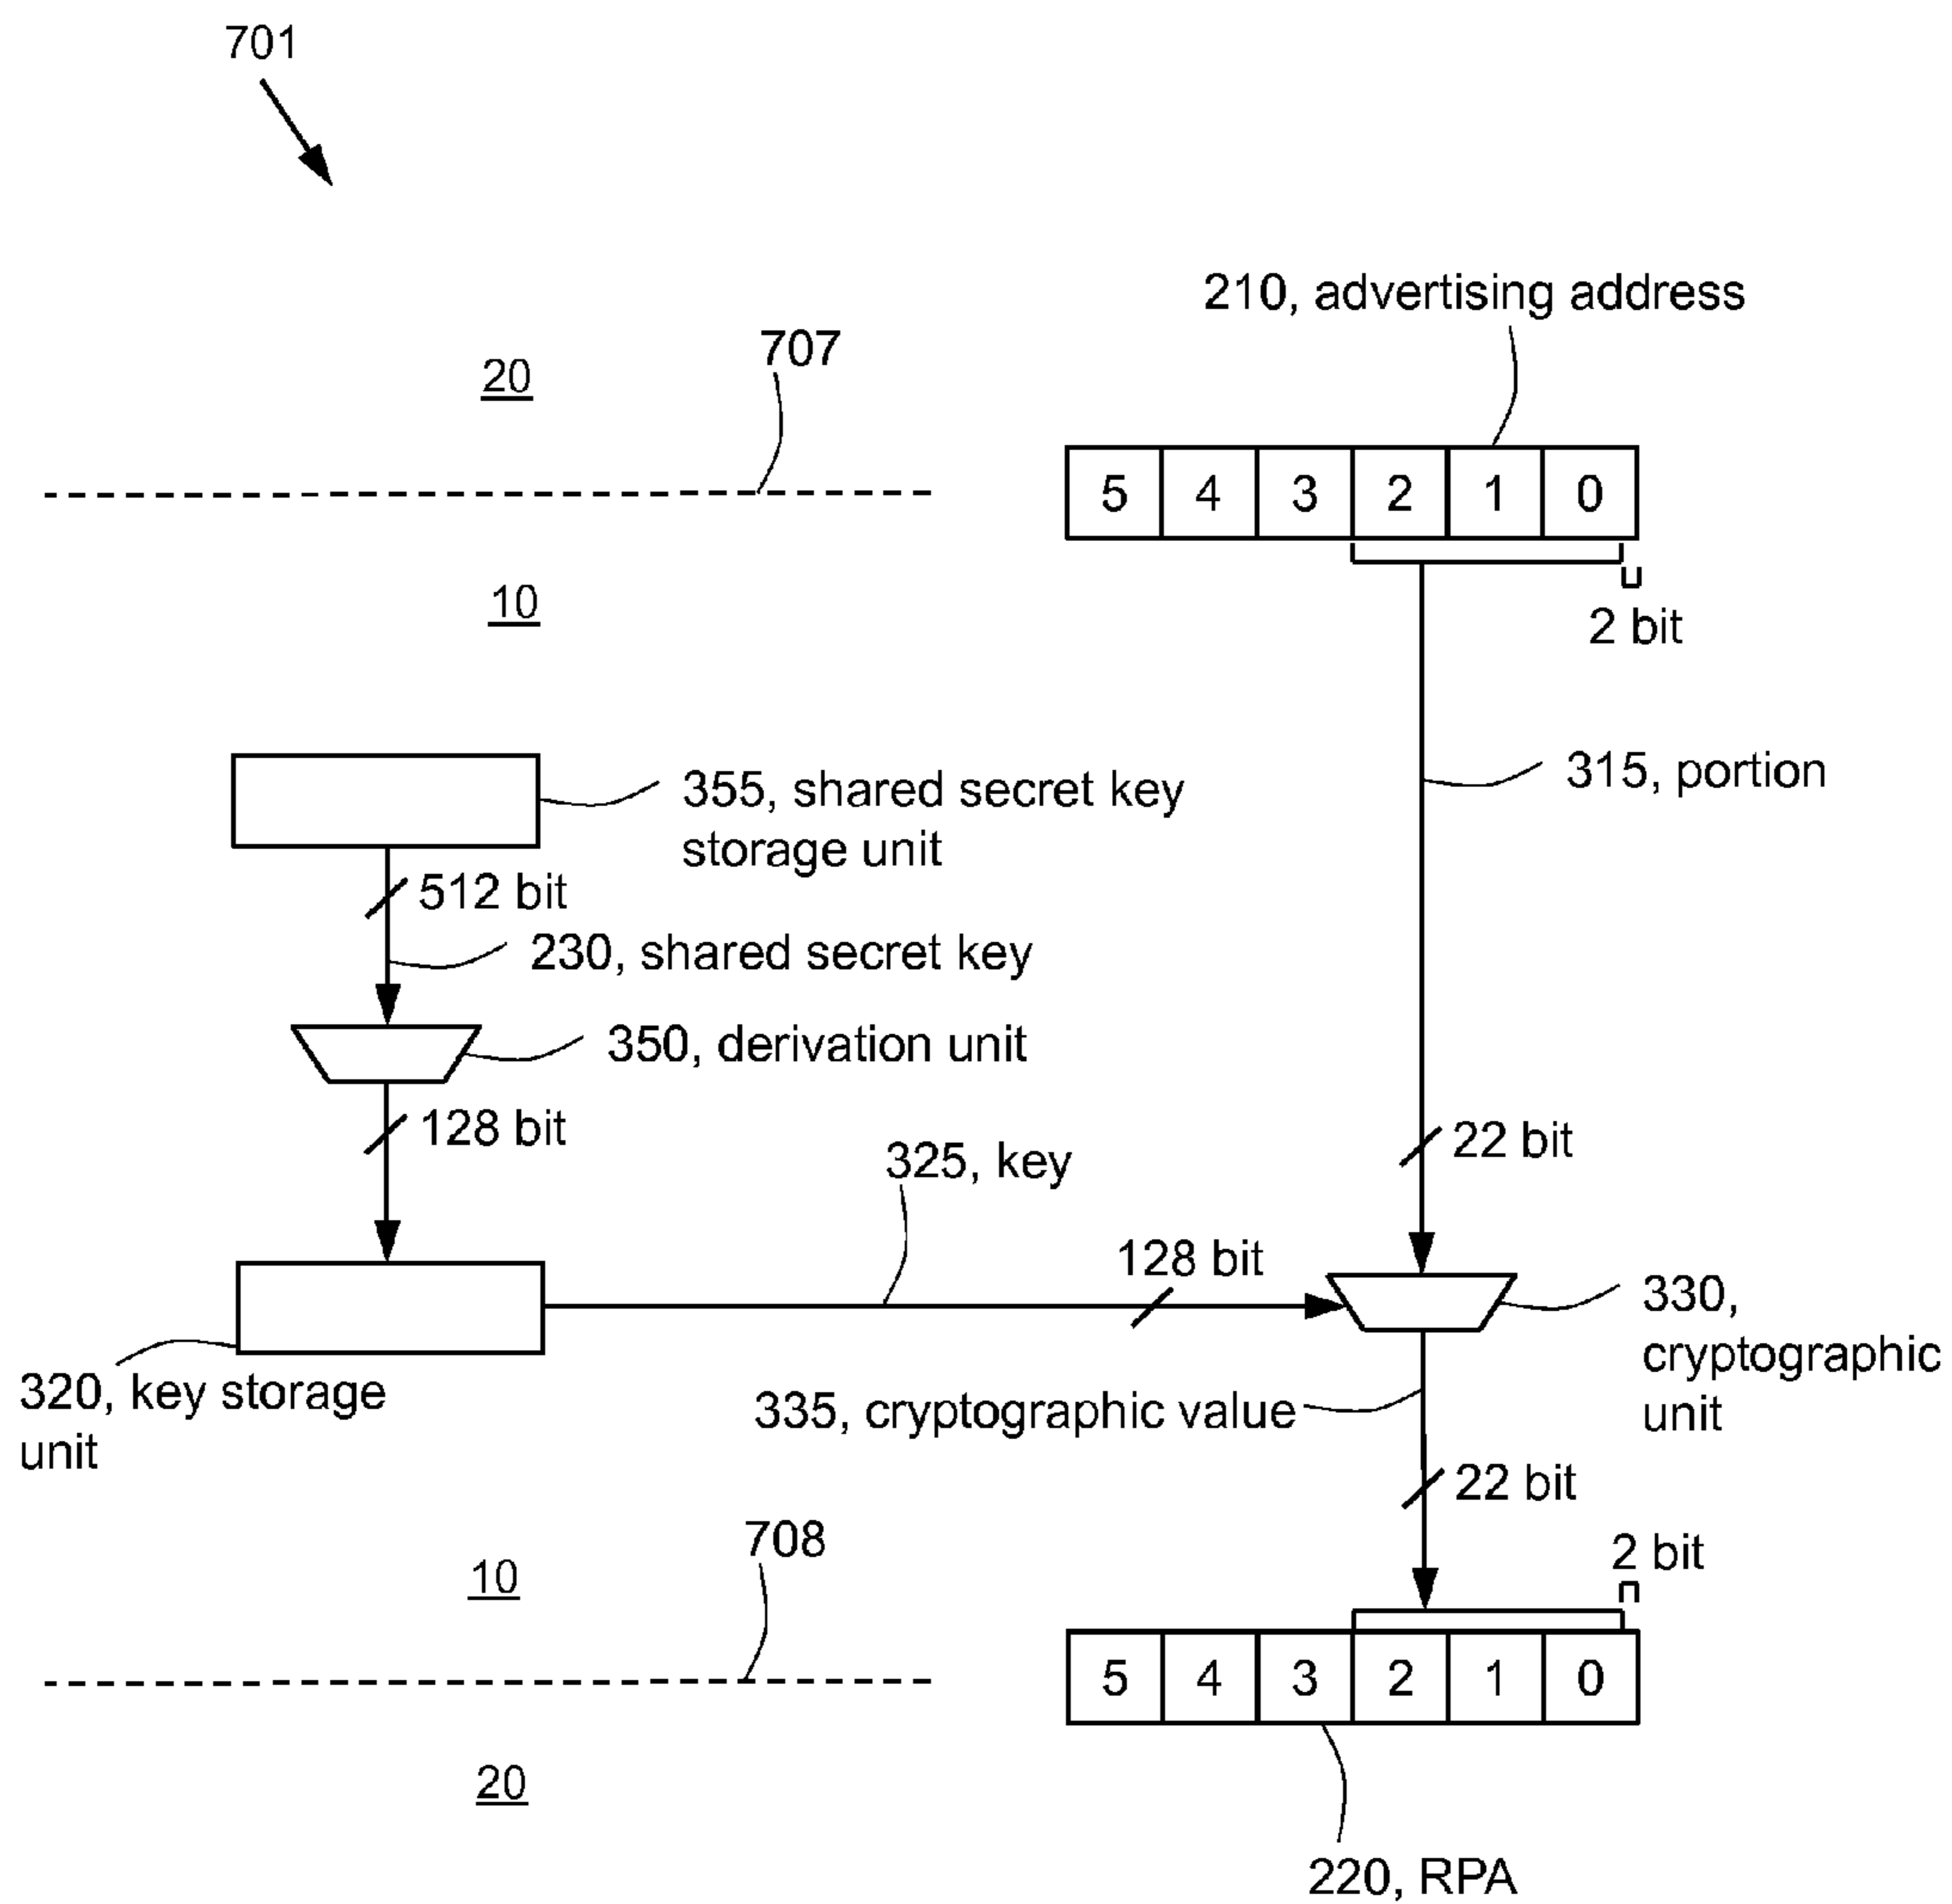 701
210, advertising address
707
20
5 4 3 2 1 0
10
2 bit
355, shared secret key
storage unit
315, portion
512 bit
230, shared secret key
350, derivation unit
128 bit
22 bit
325, key
128 bit
330,
cryptographic
unit
320, key storage
unit
335, cryptographic value
22 bit
708
2 bit
10
5 4 3 2 1 0
20
220, RPA